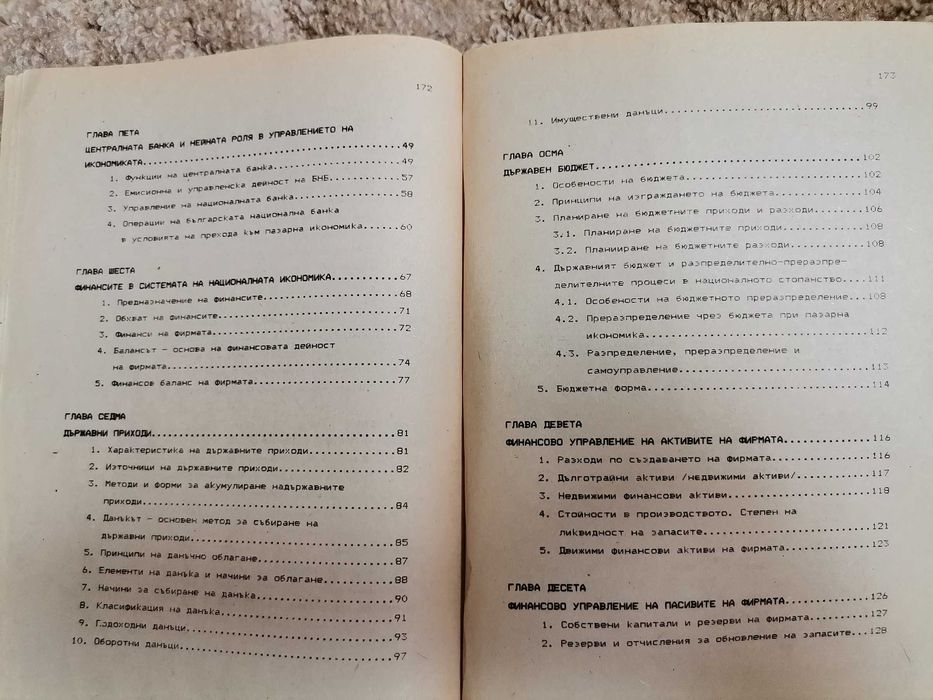 172
ГЛАВА ПЕТА
ЦЕНТРАЛНАТА БАНКА И НЕЙНАТА РОЛЯ В УПРАВЛЕНИЕТО НА
ИКОНОМИКАТА...................................................49
1. Функции на централната банка...................49
2. Емисионна и управленска дейност на БНБ..........57
3. Управление на националната банка................58
4. Операции на българската национална банка
в условията на прехода към пазарна икономика......60
ГЛАВА ШЕСТА
ФИНАНСИТЕ В СИСТЕМАТА НА НАЦИОНАЛНАТА ИКОНОМИКА..........67
1. Предназначение на финансите....................68
2. Обхват на финансите............................71
3. Финанси на фирмата.............................72
4. Балансът - основа на финансовата дейност
на фирмата.....................................74
5. Финансов баланс на фирмата.....................77
ГЛАВА СЕДМА
ДЪРЖАВНИ ПРИХОДИ..................................81
1. Характеристика на държавните приходи............81
2. Източници на държавните приходи................82
3. Методи и форми за акумулиране надържавните
приходи........................................84
4. Данъкът - основен метод за събиране на
държавни приходи...............................85
5. Принципи на данъчно облагане...................87
6. Елементи на данъка и начини за облагане.........88
7. Начини за събиране на данъка...................90
8. Класификация на данъка.........................91
9. Подоходни данъци...............................93
10. Оборотни данъци...............................97
173
11. Имуществени данъци............................99
ГЛАВА ОСМА
ДЪРЖАВЕН БЮДЖЕТ...................................102
1. Особености на бюджета..........................102
2. Принципи на изграждането на бюджета............104
3. Планиране на бюджетните приходи и разходи.......106
3.1. Планиране на бюджетните приходи.............108
3.2. Планииране на бюджетните разходи............108
4. Държавният бюджет и разпределително-преразпре-
делителните процеси в националното стопанство...111
4.1. Особености на бюджетното преразпределение...108
4.2. Преразпределение чрез бюджета при пазарна
икономика...................................112
4.3. Разпределение, преразпределение и
самоуправление..............................113
5. Бюджетна форма.................................114
ГЛАВА ДЕВЕТА
ФИНАНСОВО УПРАВЛЕНИЕ НА АКТИВИТЕ НА ФИРМАТА............116
1. Разходи по създаването на фирмата..............116
2. Дълготрайни активи /недвижими активи/..........117
3. Недвижими финансови активи.....................118
4. Стойности в производството. Степен на
ликвидност на запасите.........................121
5. Движими финансови активи на фирмата............123
ГЛАВА ДЕСЕТА
ФИНАНСОВО УПРАВЛЕНИЕ НА ПАСИВИТЕ НА ФИРМАТА............126
1. Собствени капитали и резерви на фирмата.........127
2. Резерви и отчисления за обновление на запасите...128